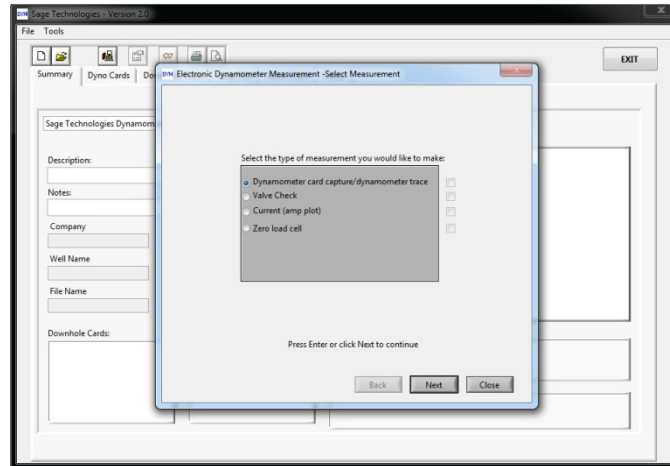 DYN Sage Technologies - Version 2.0
File Tools
EXIT
Summary Dyno Cards
DYN Electronic Dynamometer Measurement -Select Measurement
Sage Technologies
Description:
Notes:
Company
Well Name
File Name
Downhole Cards:
Select the type of measurement you would like to make:
Dynamometer card capture/dynamometer trace
Valve Check
Current (amp plot)
Zero load cell
Press Enter or click Next to continue
Back Next Close